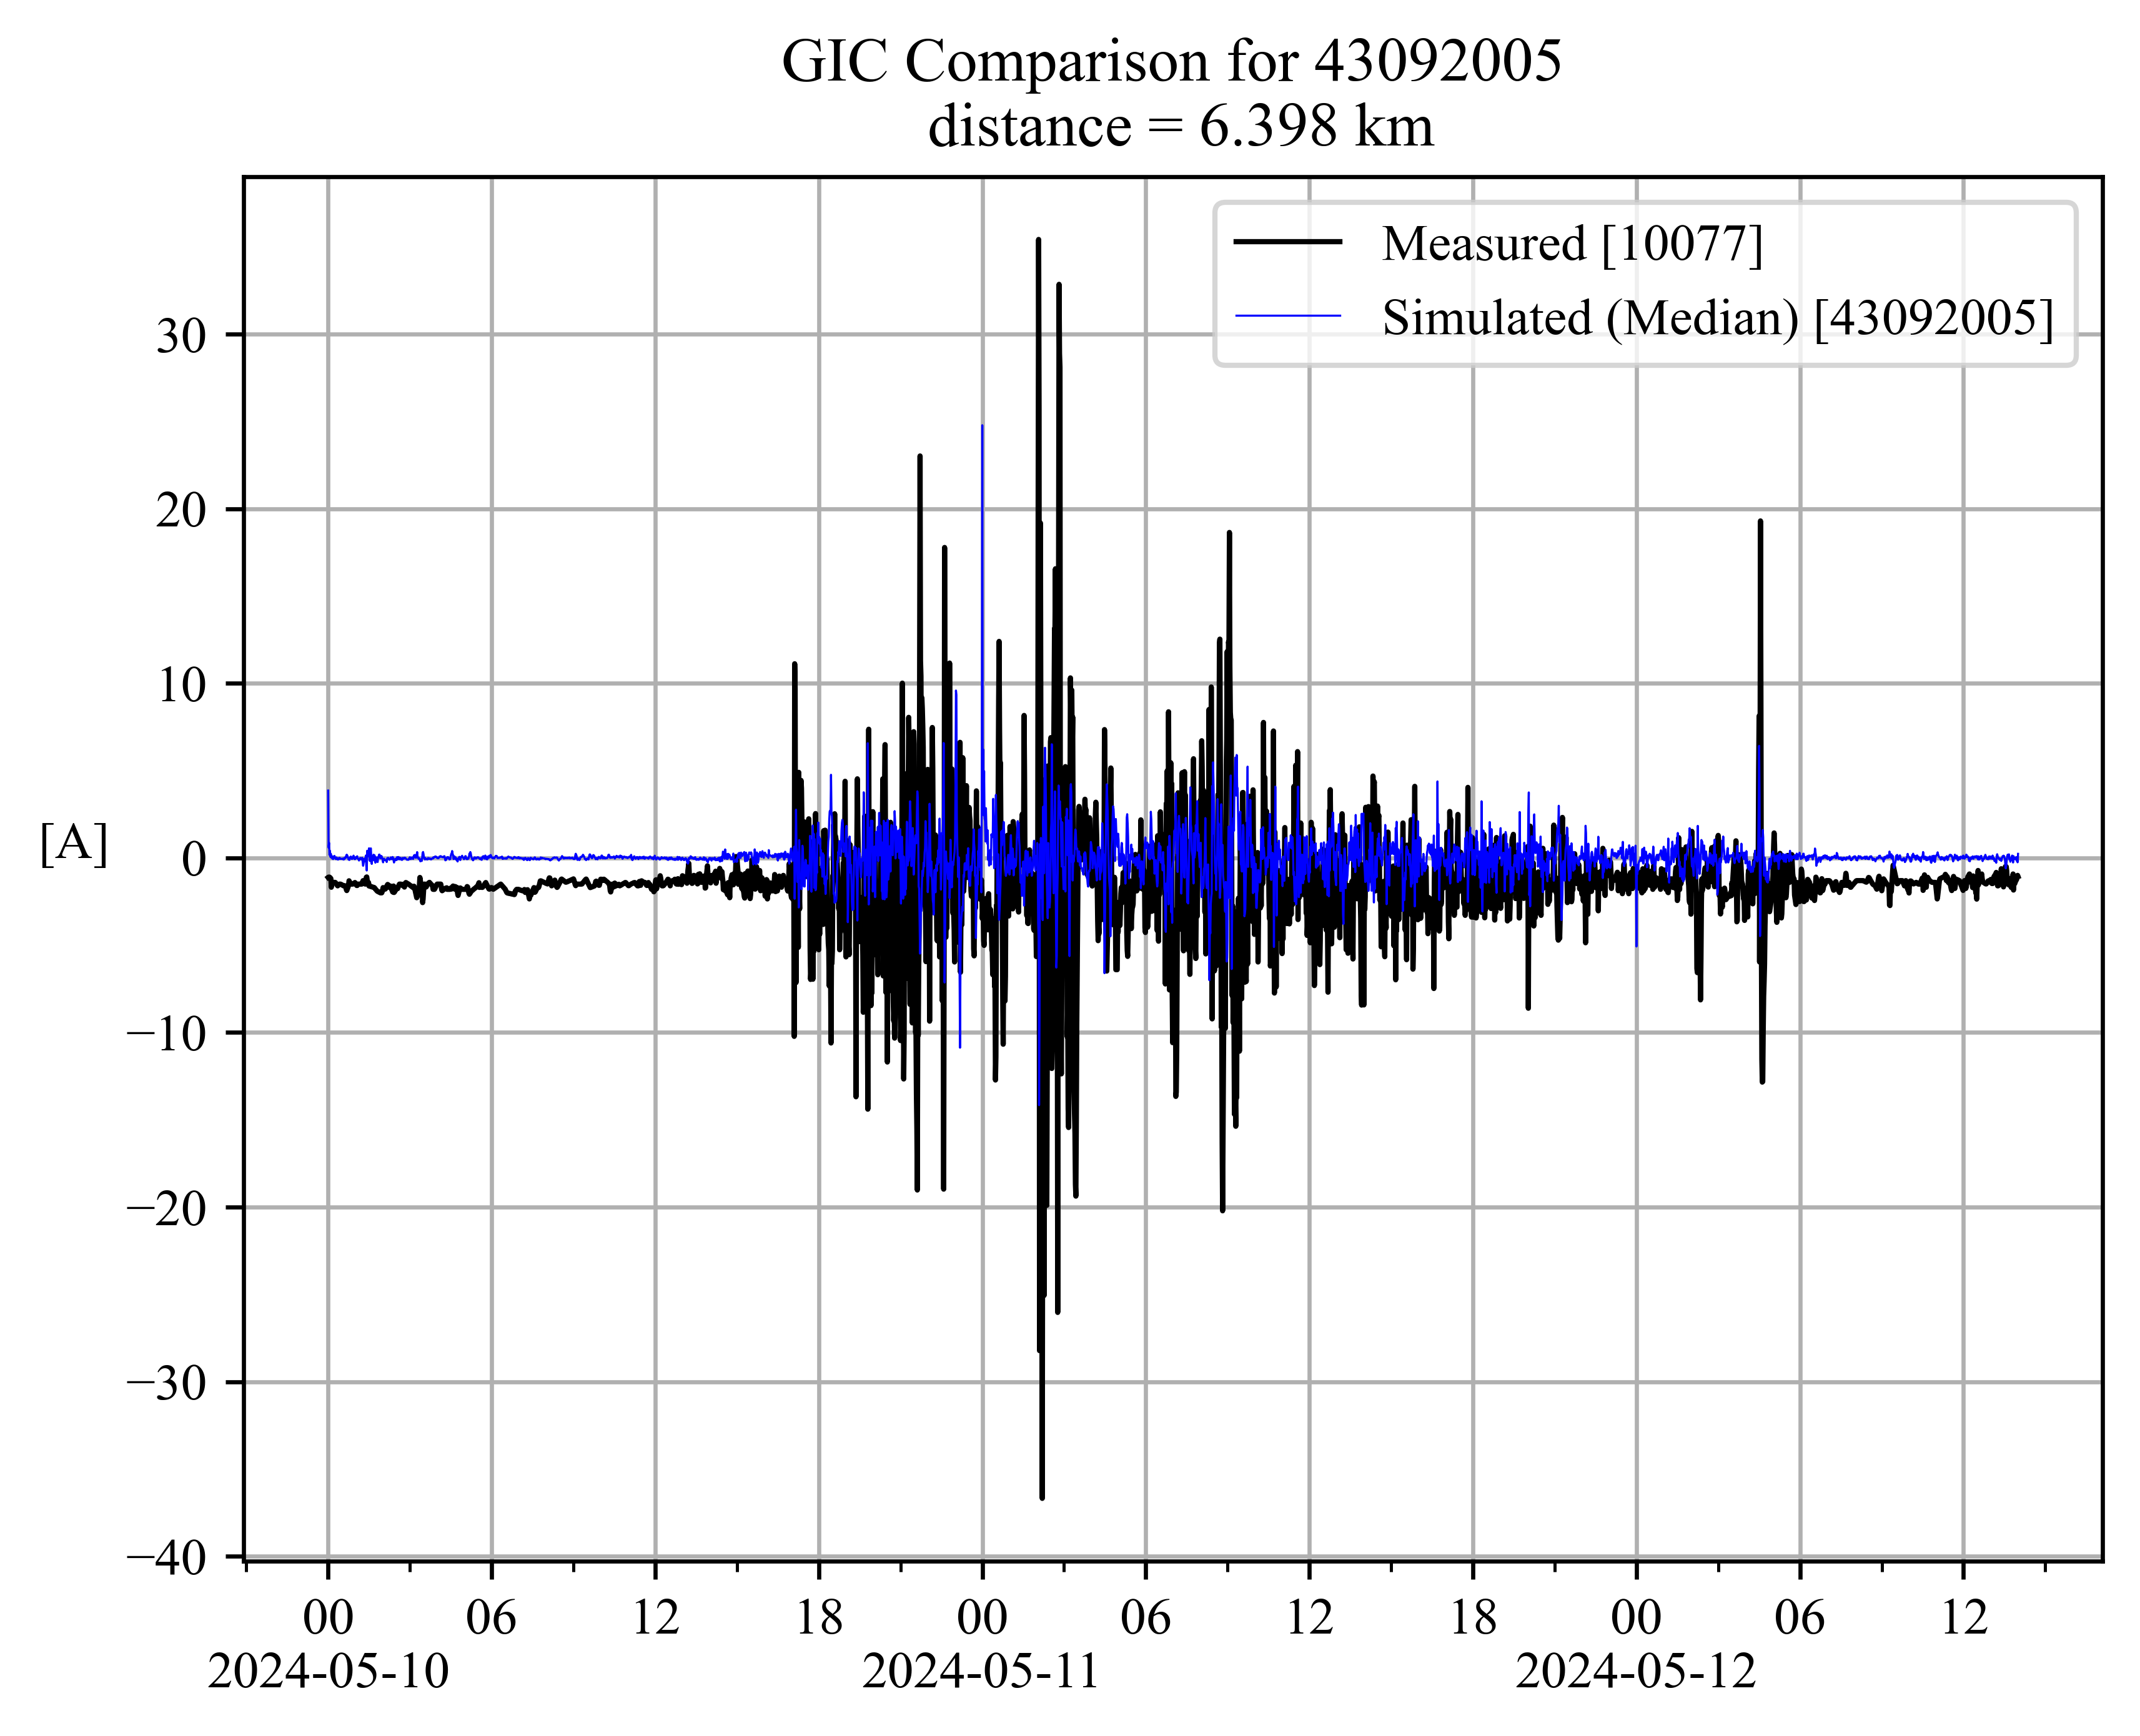 GIC Comparison for 43092005
distance = 6.398 km
Measured [10077]
Simulated (Median) [43092005]
30
20
10
[A]
0
−10
−20
−30
−40
00 06 12 18 00 06 12 18 00 06 12
2024-05-10 2024-05-11 2024-05-12